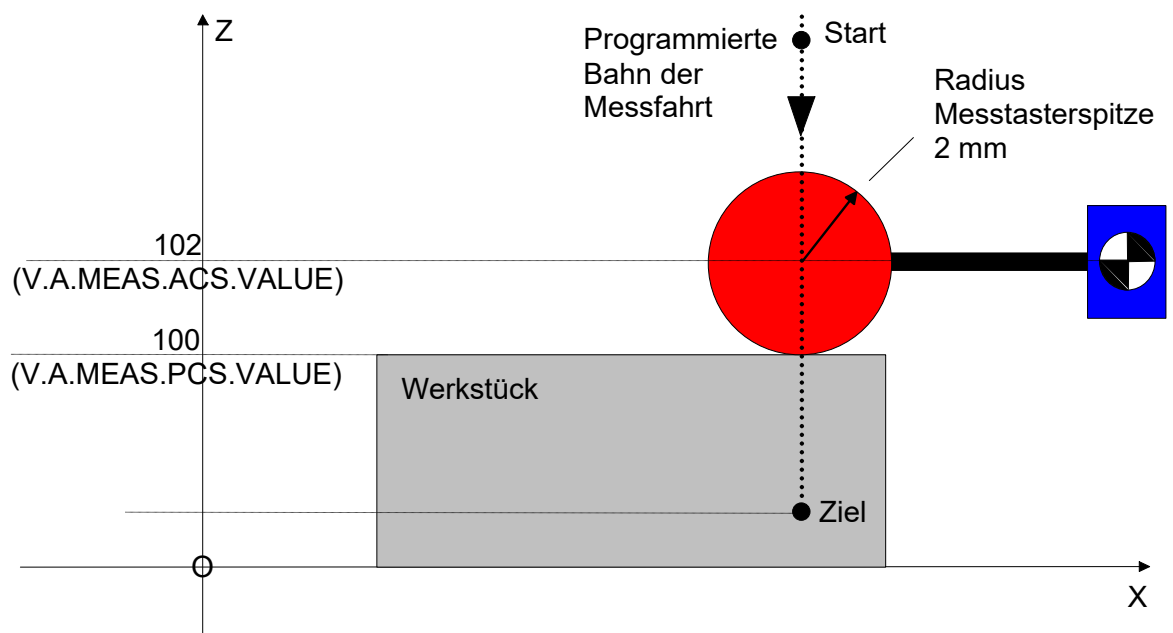 Z
Programmierte
Bahn der
Messfahrt
Start
Radius
Messtasterspitze
2 mm
102
(V.A.MEAS.ACS.VALUE)
100
(V.A.MEAS.PCS.VALUE)
Werkstück
Ziel
O
X